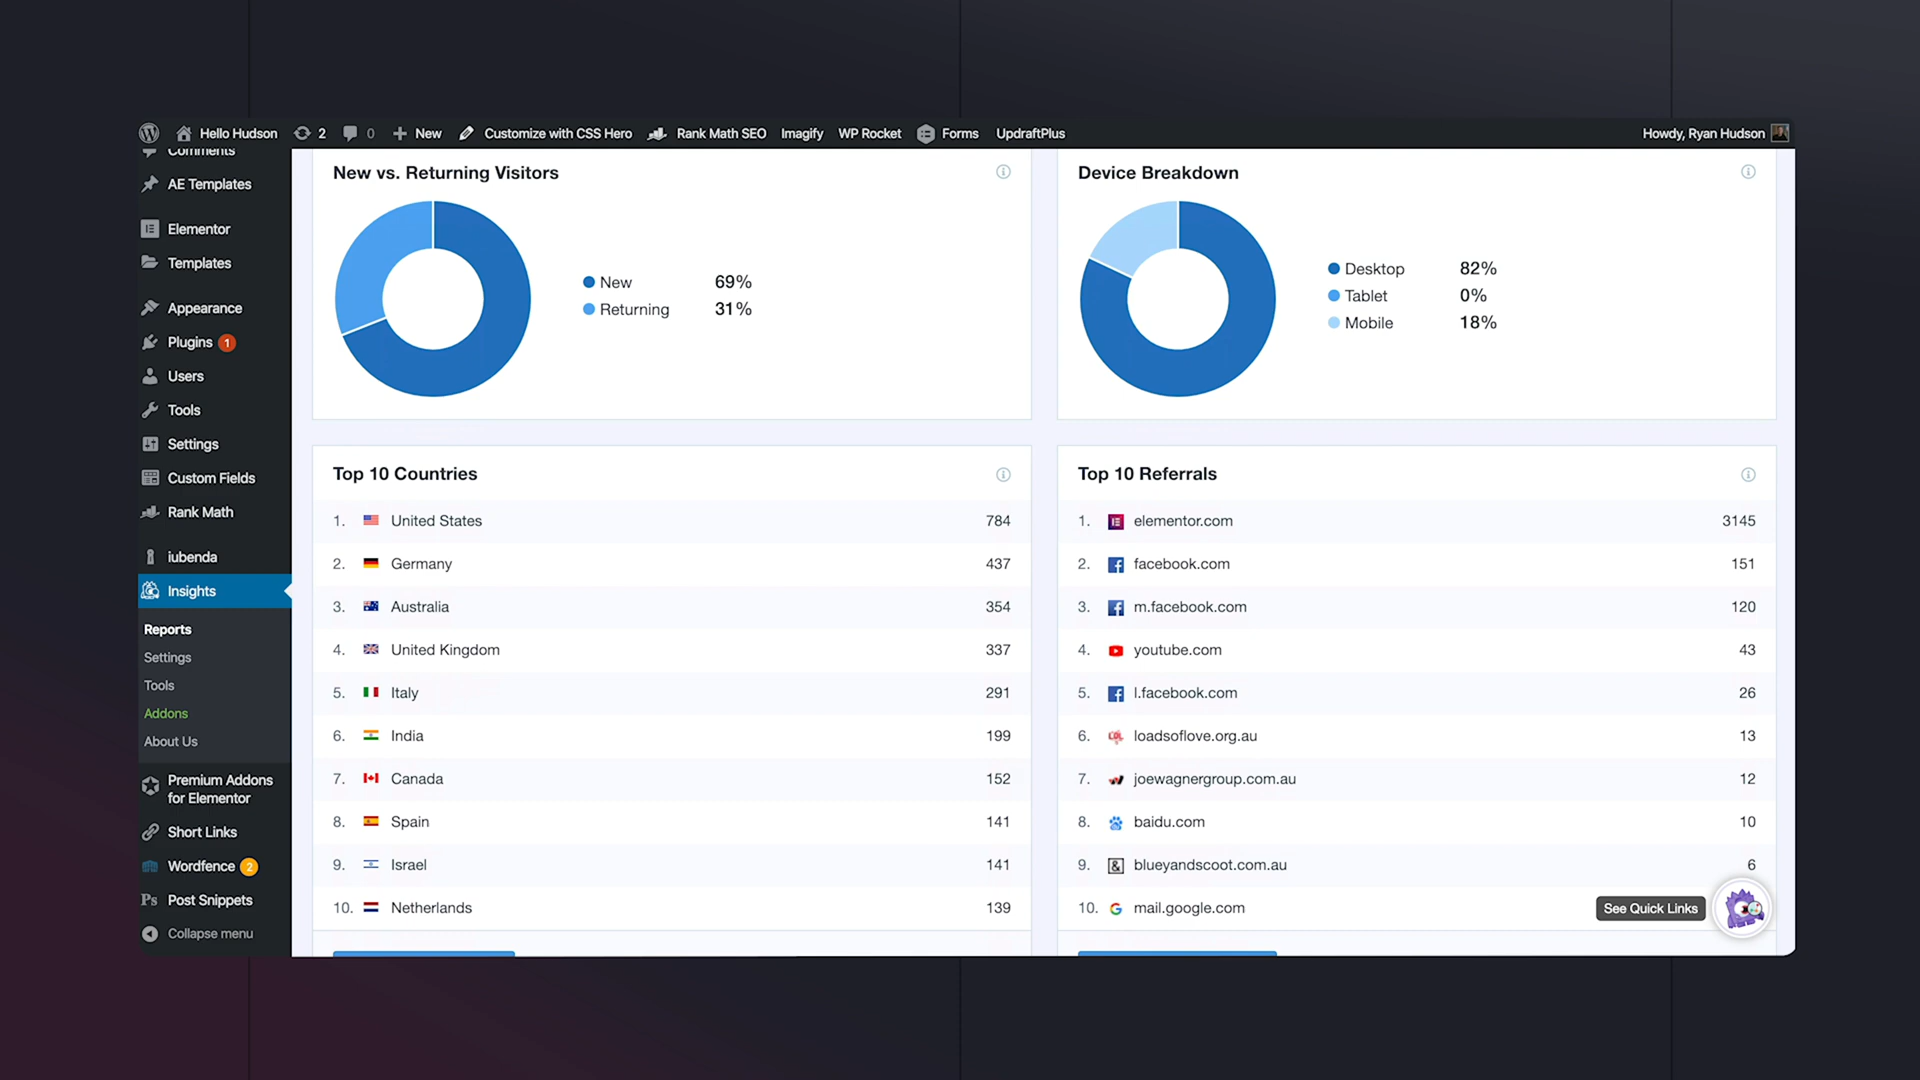 Hello Hudson 2 0 New Customize with CSS Hero Rank Math SEO Imagify WP Rocket Forms UpdraftPlus Howdy, Ryan Hudson
Comments
AE Templates
Elementor
Templates
Appearance
Plugins 1
Users
Tools
Settings
Custom Fields
Rank Math
iubenda
Insights
Reports
Settings
Tools
Addons
About Us
Premium Addons
for Elementor
Short Links
Wordfence 2
Ps Post Snippets
Collapse menu
New vs. Returning Visitors
New 69%
Returning 31%
Device Breakdown
Desktop 82%
Tablet 0%
Mobile 18%
Top 10 Countries
1. United States 784
2. Germany 437
3. Australia 354
4. United Kingdom 337
5. Italy 291
6. India 199
7. Canada 152
8. Spain 141
9. Israel 141
10. Netherlands 139
Top 10 Referrals
1. elementor.com 3145
2. facebook.com 151
3. m.facebook.com 120
4. youtube.com 43
5. l.facebook.com 26
6. loadsoflove.org.au 13
7. joewagnergroup.com.au 12
8. baidu.com 10
9. & blueyandscoot.com.au 6
10. mail.google.com
See Quick Links